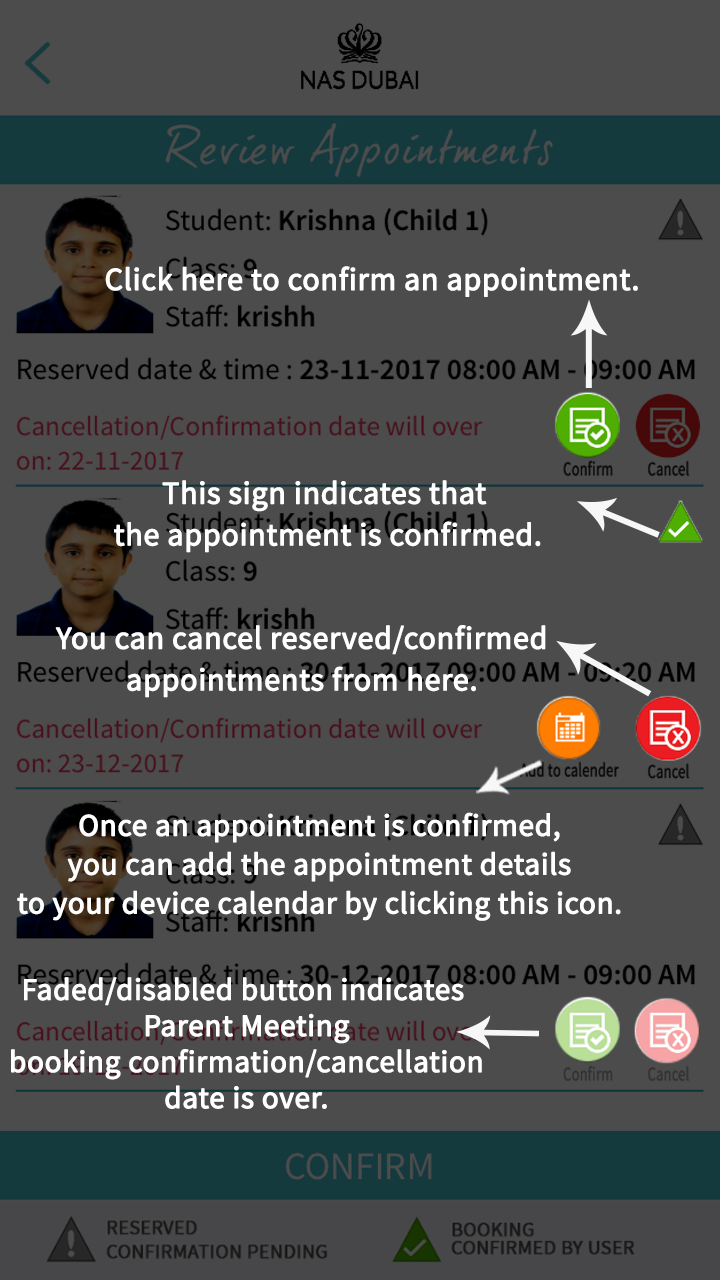 NAS DUBAI
Review Appointments
Student: Krishna (Child 1)
Class: 9
Click here to confirm an appointment.
Staff: krishh
Reserved date & time : 23-11-2017 08:00 AM - 09:00 AM
Cancellation/Confirmation date will over
on: 22-11-2017
Confirm
Cancel
This sign indicates that
Student: Krishna (Child 1)
the appointment is confirmed.
Class: 9
Staff: krishh
You can cancel reserved/confirmed
Reserved date & time : 30-11-2017 09:00 AM - 09:20 AM
appointments from here.
Cancellation/Confirmation date will over
on: 23-12-2017
Add to calender
Cancel
Once an appointment is confirmed,
Student: Krishna (Child 1)
you can add the appointment details
Class: 9
to your device calendar by clicking this icon.
Staff: krishh
Reserved date & time : 30-12-2017 08:00 AM - 09:00 AM
Faded/disabled button indicates
Parent Meeting
Cancellation/Confirmation date will over
booking confirmation/cancellation
on:
date is over.
Confirm
Cancel
CONFIRM
RESERVED
CONFIRMATION PENDING
BOOKING
CONFIRMED BY USER